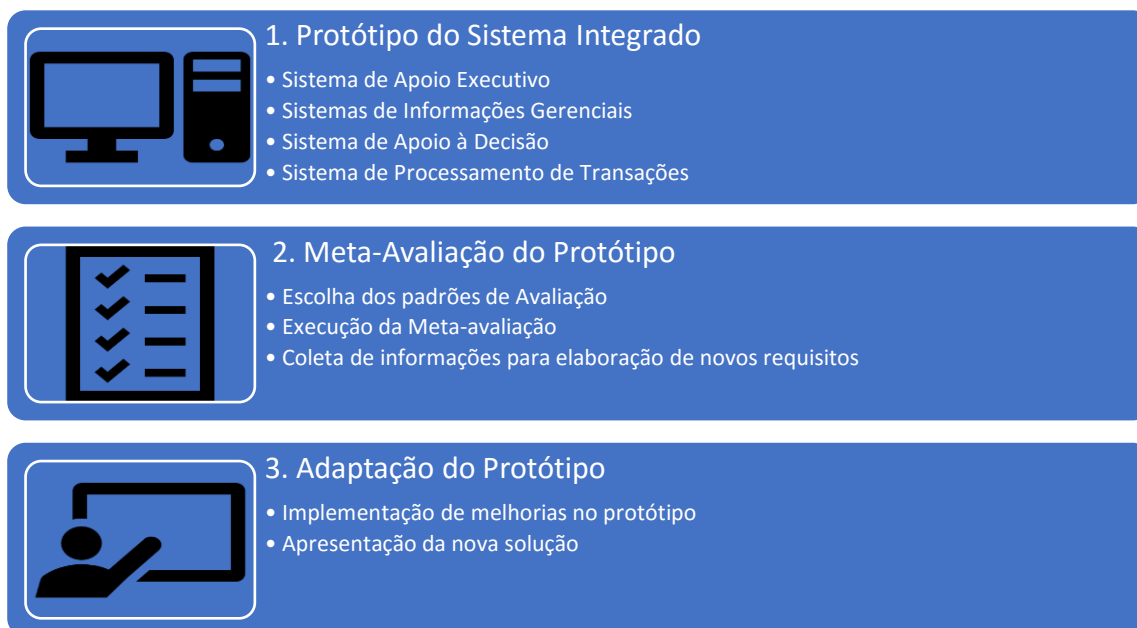 1. Protótipo do Sistema Integrado
• Sistema de Apoio Executivo
• Sistemas de Informações Gerenciais
• Sistema de Apoio à Decisão
• Sistema de Processamento de Transações
2. Meta-Avaliação do Protótipo
• Escolha dos padrões de Avaliação
• Execução da Meta-avaliação
• Coleta de informações para elaboração de novos requisitos
3. Adaptação do Protótipo
• Implementação de melhorias no protótipo
• Apresentação da nova solução